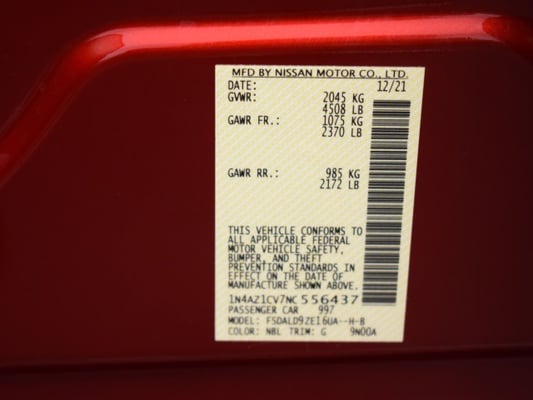 MFD BY NISSAN MOTOR CO., LTD.
DATE: 12/21
GVWR: 2045 KG
4508 LB
GAWR FR.: 1075 KG
2370 LB
GAWR RR.: 985 KG
2172 LB
THIS VEHICLE CONFORMS TO
ALL APPLICABLE FEDERAL
MOTOR VEHICLE SAFETY,
BUMPER, AND THEFT
PREVENTION STANDARDS IN
EFFECT ON THE DATE OF
MANUFACTURE SHOWN ABOVE.
1N4AZ1CV7NC556437
PASSENGER CAR 997
MODEL: FSDALD9ZE16UA--H-B
COLOR: NBL TRIM: G 9N00A